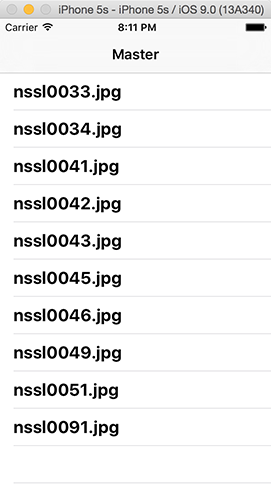 iPhone 5s - iPhone 5s / iOS 9.0 (13A340)
Carrier 8:11 PM
Master
nssl0033.jpg
nssl0034.jpg
nssl0041.jpg
nssl0042.jpg
nssl0043.jpg
nssl0045.jpg
nssl0046.jpg
nssl0049.jpg
nssl0051.jpg
nssl0091.jpg